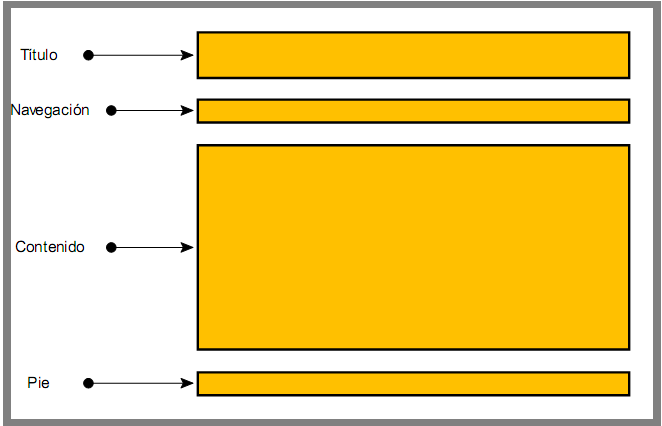 Título
Navegación
Contenido
Pie